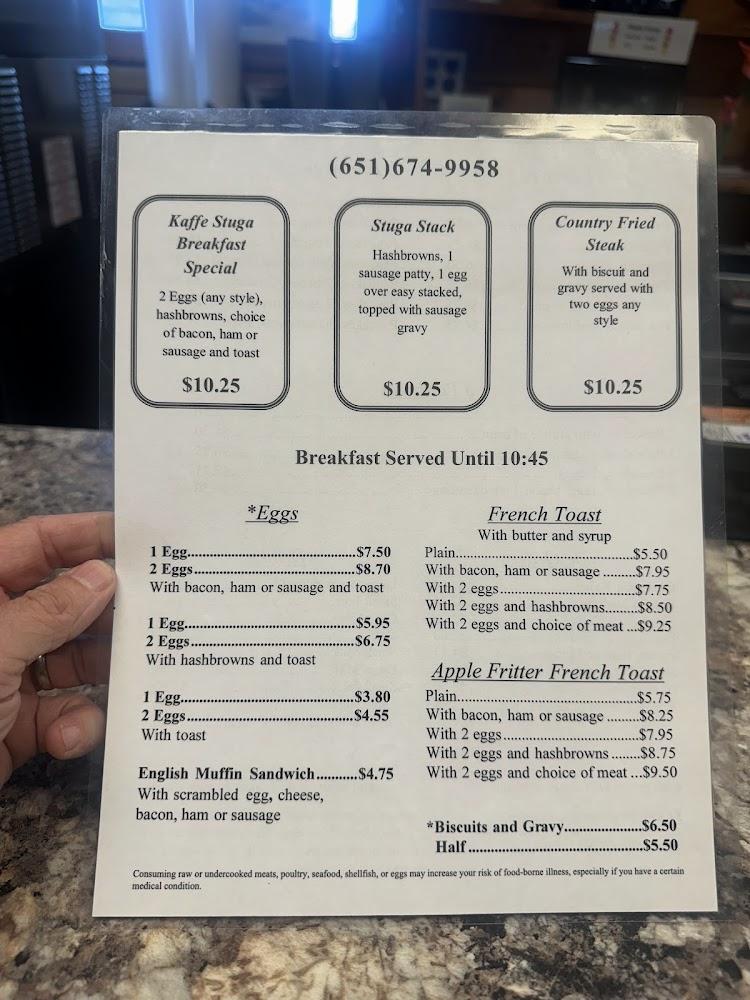 (651)674-9958
Kaffe Stuga
Breakfast
Special
2 Eggs (any style),
hashbrowns, choice
of bacon, ham or
sausage and toast
$10.25
Stuga Stack
Hashbrowns, 1
sausage patty, 1 egg
over easy stacked,
topped with sausage
gravy
$10.25
Country Fried
Steak
With biscuit and
gravy served with
two eggs any
style
$10.25
Breakfast Served Until 10:45
*Eggs
1 Egg..........................................$7.50
2 Eggs........................................$8.70
With bacon, ham or sausage and toast
1 Egg..........................................$5.95
2 Eggs.........................................$6.75
With hashbrowns and toast
1 Egg..........................................$3.80
2 Eggs.........................................$4.55
With toast
English Muffin Sandwich...........$4.75
With scrambled egg, cheese,
bacon, ham or sausage
French Toast
With butter and syrup
Plain............................................$5.50
With bacon, ham or sausage .........$7.95
With 2 eggs.................................$7.75
With 2 eggs and hashbrowns.........$8.50
With 2 eggs and choice of meat ...$9.25
Apple Fritter French Toast
Plain............................................$5.75
With bacon, ham or sausage .........$8.25
With 2 eggs.................................$7.95
With 2 eggs and hashbrowns ........$8.75
With 2 eggs and choice of meat ...$9.50
*Biscuits and Gravy......................$6.50
Half ...........................................$5.50
Consuming raw or undercooked meats, poultry, seafood, shellfish, or eggs may increase your risk of food-borne illness, especially if you have a certain
medical condition.